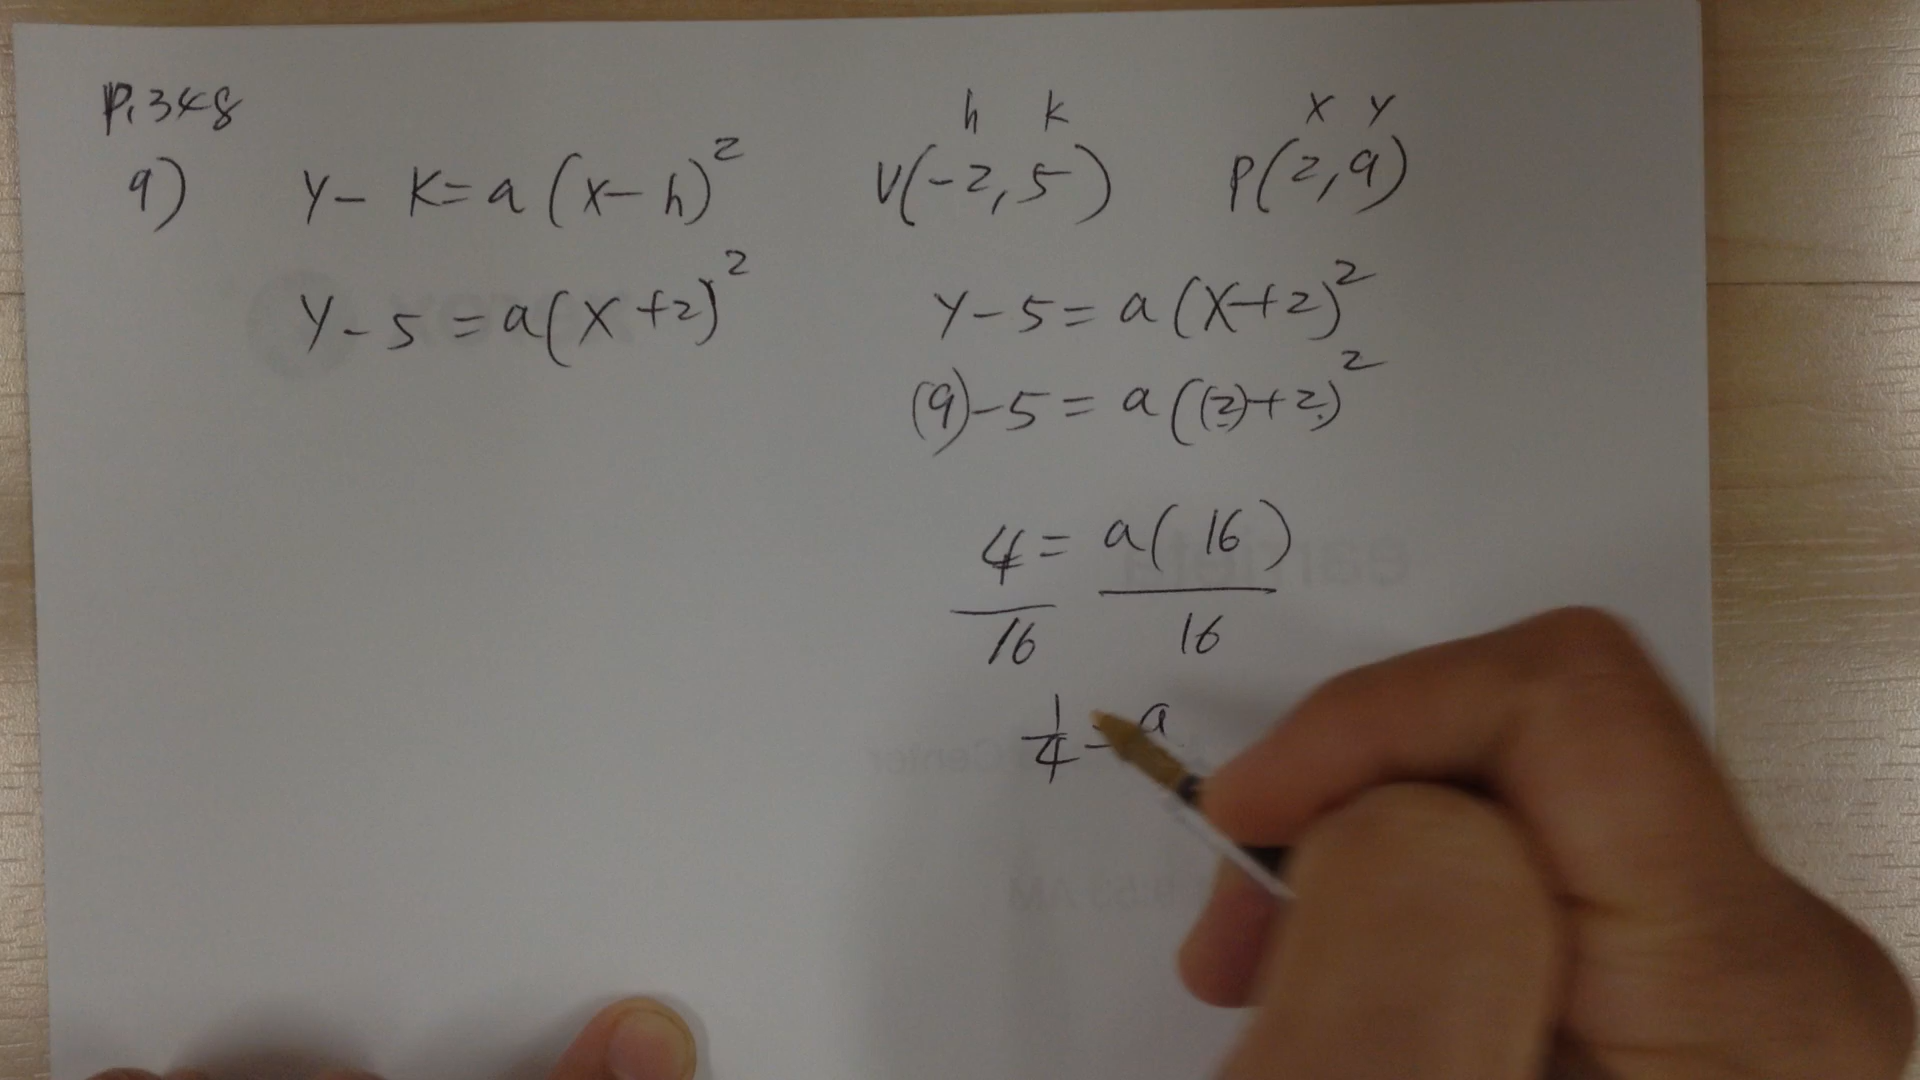 P. 348
h k x y
9) y - k = a(x - h)² V(-2, 5) P(2, 9)
y - 5 = a(x + 2)² y - 5 = a(x + 2)²
(9) - 5 = a((2) + 2)²
4 = a(16)
16 16
1/4 = a